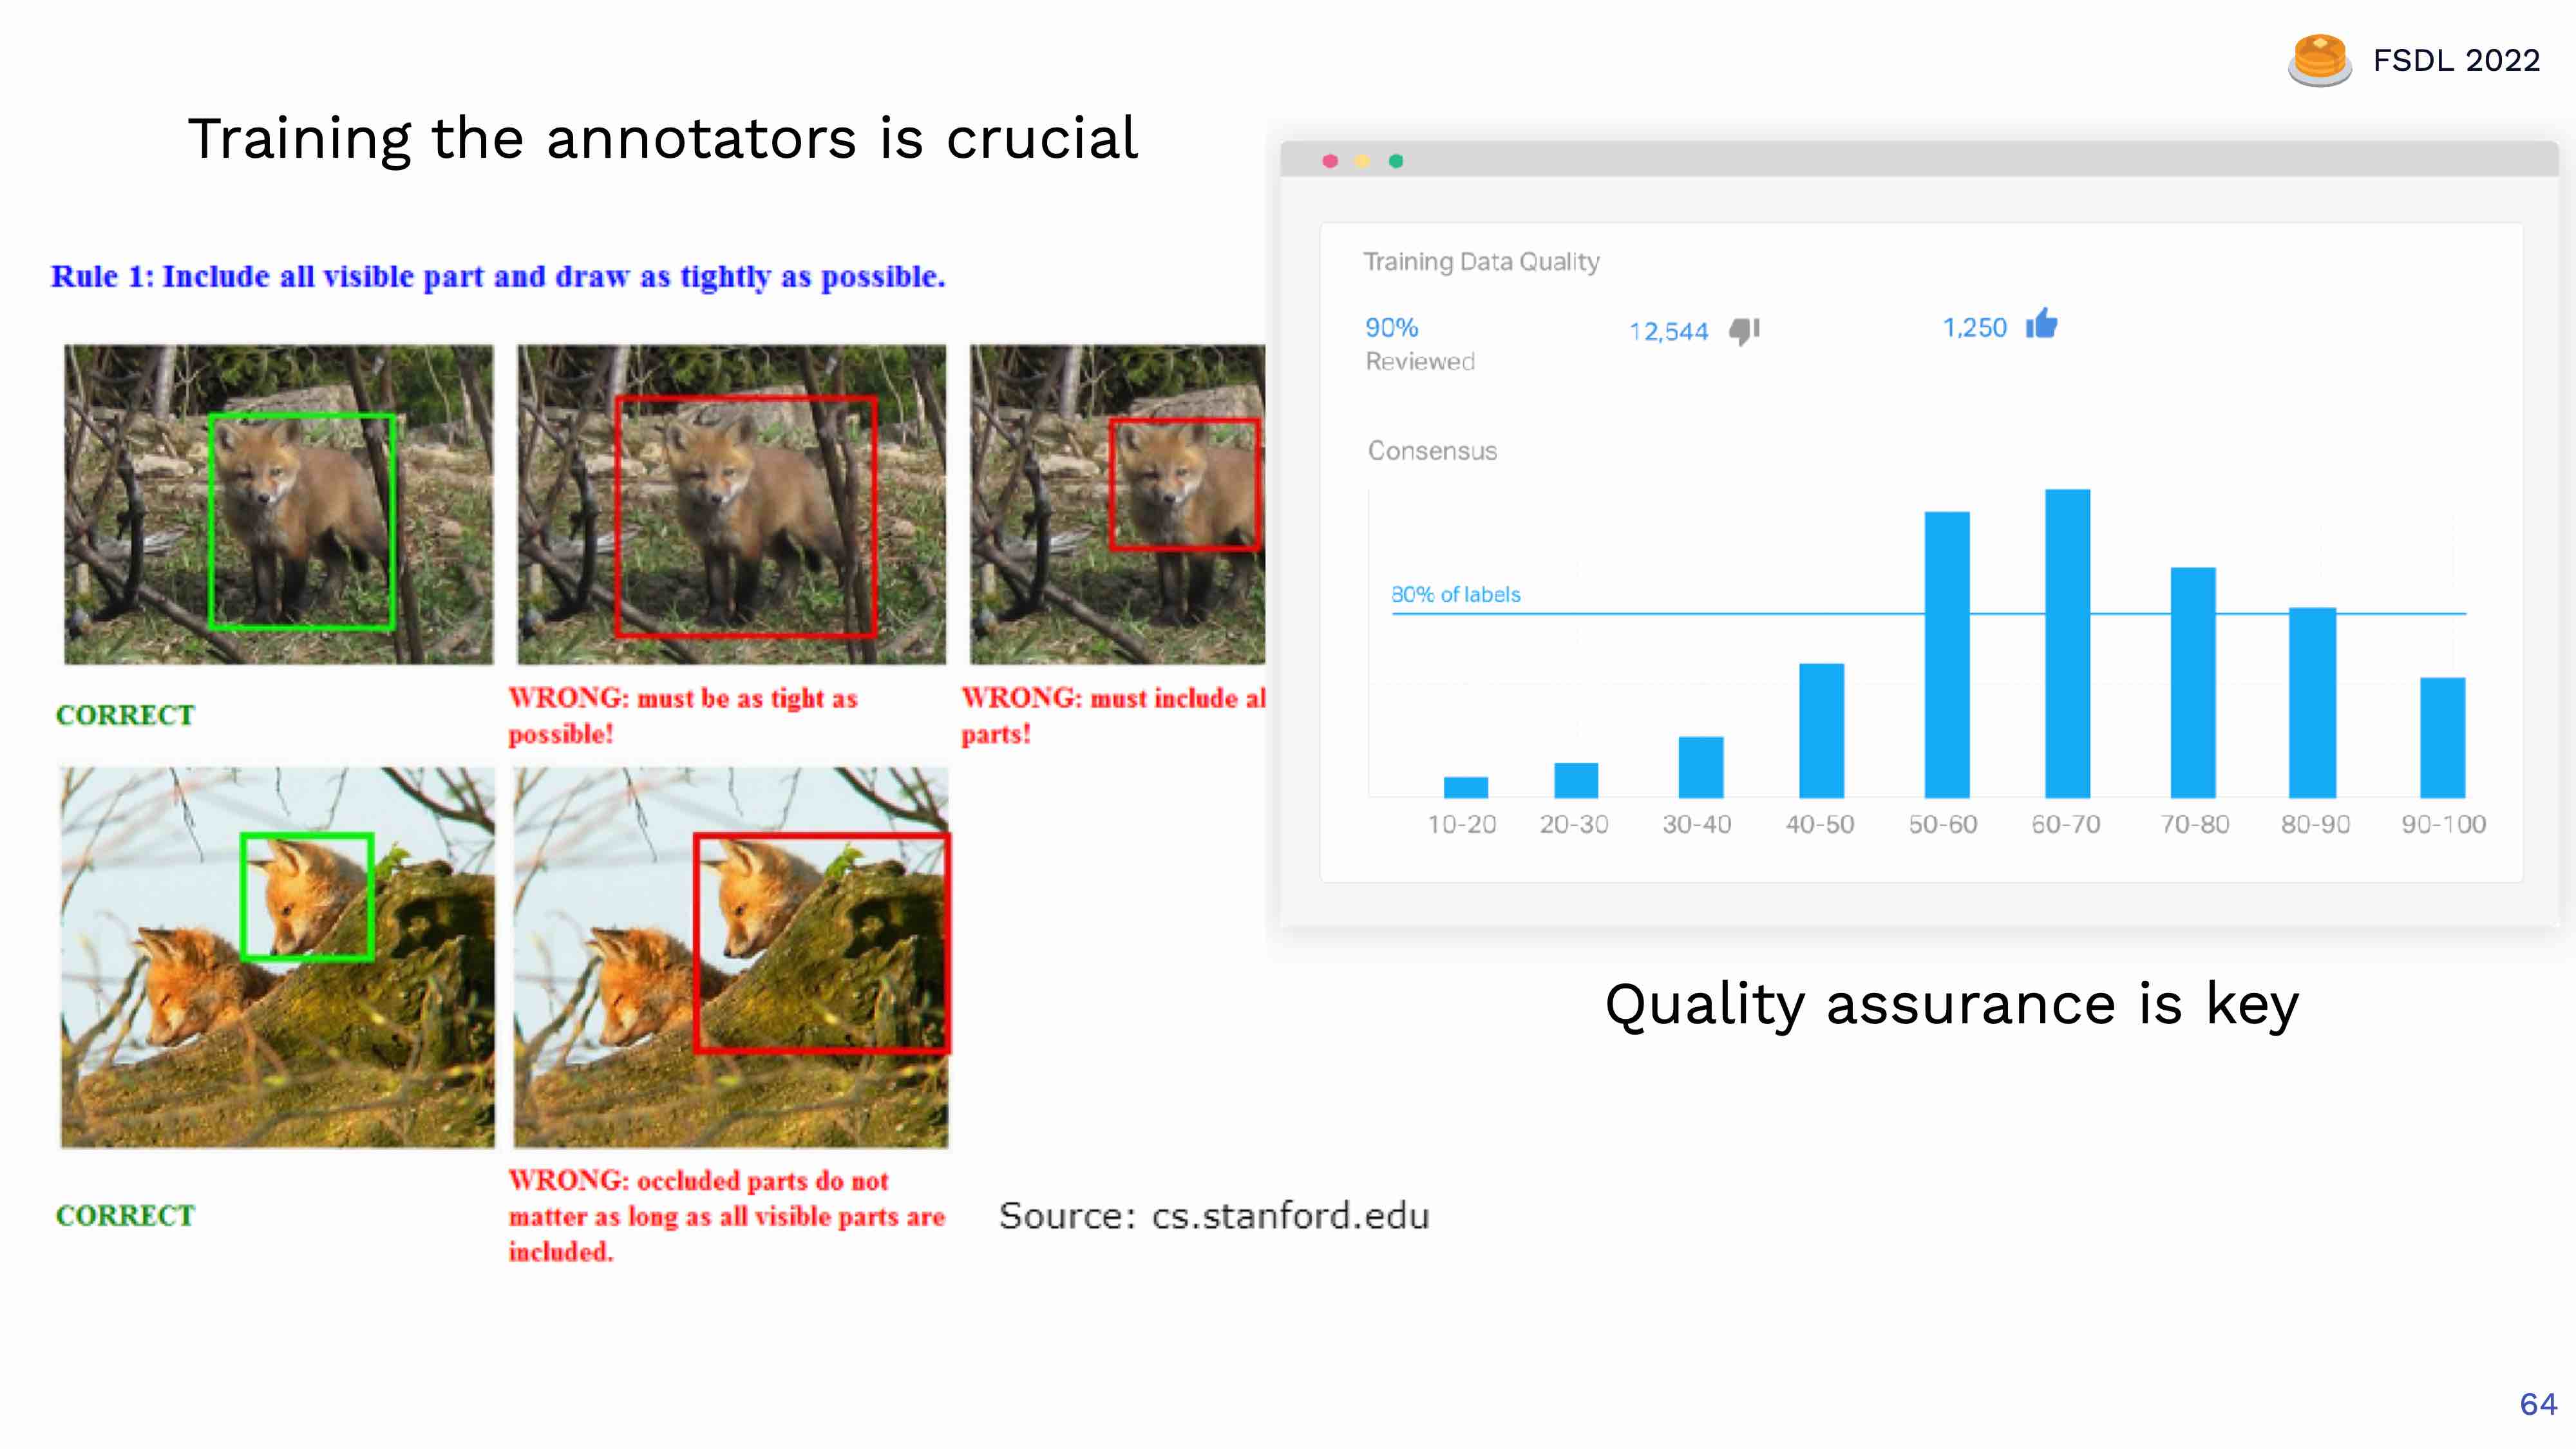 FSDL 2022
Training the annotators is crucial
Rule 1: Include all visible part and draw as tightly as possible.
CORRECT
WRONG: must be as tight as
possible!
WRONG: must include
parts!
CORRECT
WRONG: occluded parts do not
matter as long as all visible parts are
included.
Source: cs.stanford.edu
Training Data Quality
90%
Reviewed
12,544
1,250
Consensus
80% of labels
10-20 20-30 30-40 40-50 50-60 60-70 70-80 80-90 90-100
Quality assurance is key
64